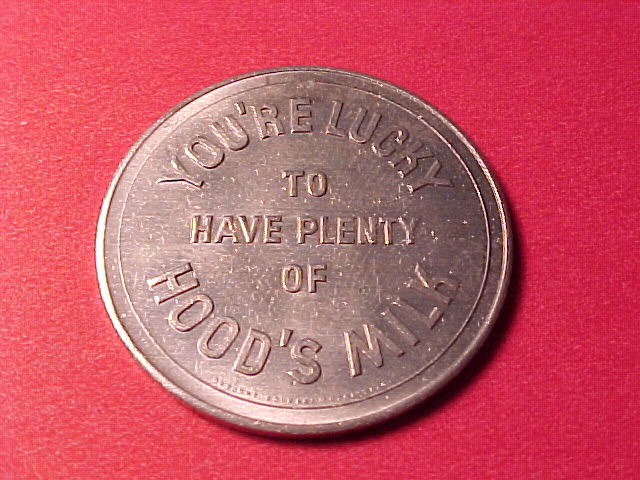 YOU'RE LUCKY
TO
HAVE PLENTY
OF
HOOD'S MILK